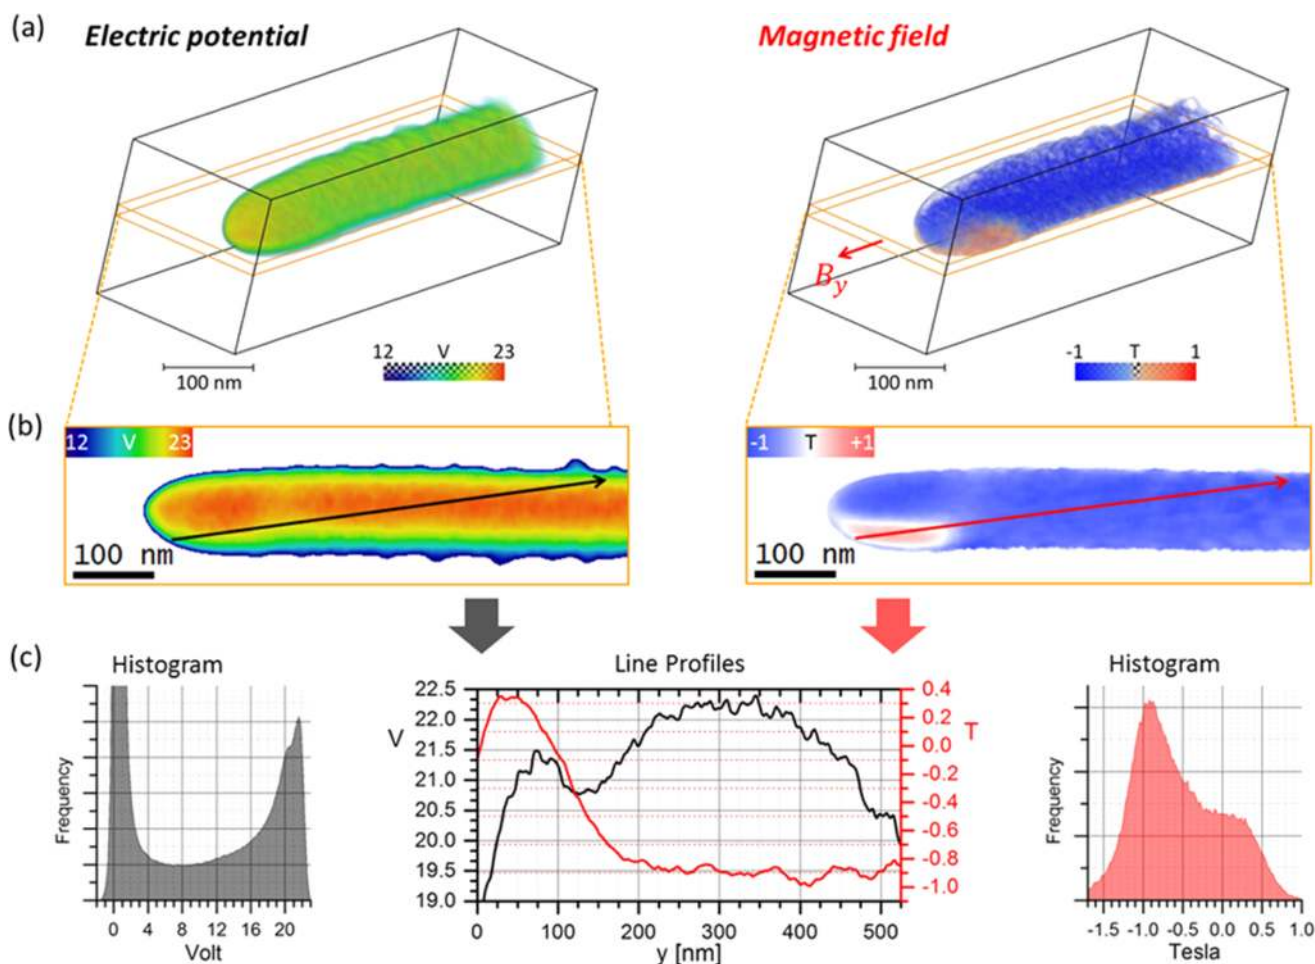 (a)
Electric potential
Magnetic field
B_y
12 V 23
100 nm
-1 T 1
100 nm
(b)
12 V 23
100 nm
-1 T +1
100 nm
(c)
Histogram
Line Profiles
Histogram
Frequency
0 4 8 12 16 20
Volt
V
22.5
22.0
21.5
21.0
20.5
20.0
19.5
19.0
0 100 200 300 400 500
y [nm]
T
0.4
0.2
0.0
-0.2
-0.4
-0.6
-0.8
-1.0
Frequency
-1.5 -1.0 -0.5 0.0 0.5 1.0
Tesla